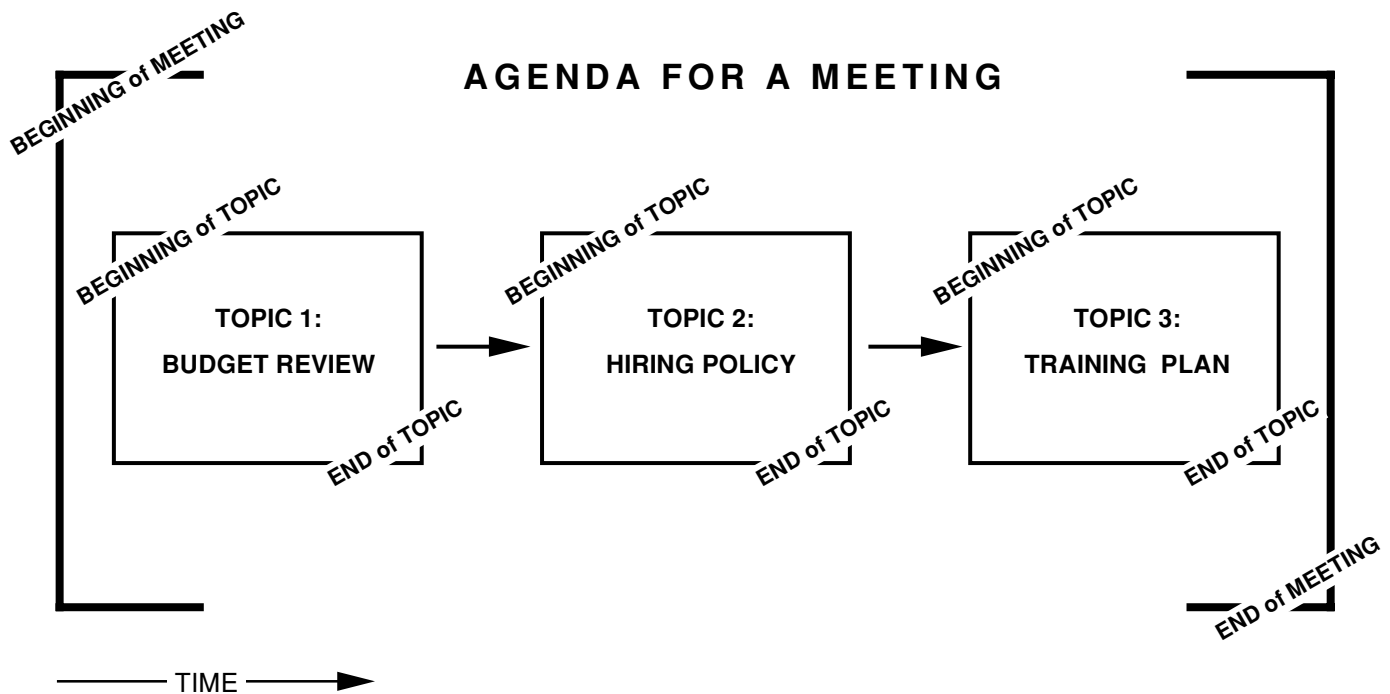 BEGINNING of MEETING
AGENDA FOR A MEETING
BEGINNING of TOPIC
TOPIC 1:
BUDGET REVIEW
END of TOPIC
BEGINNING of TOPIC
TOPIC 2:
HIRING POLICY
END of TOPIC
BEGINNING of TOPIC
TOPIC 3:
TRAINING PLAN
END of TOPIC
END of MEETING
TIME